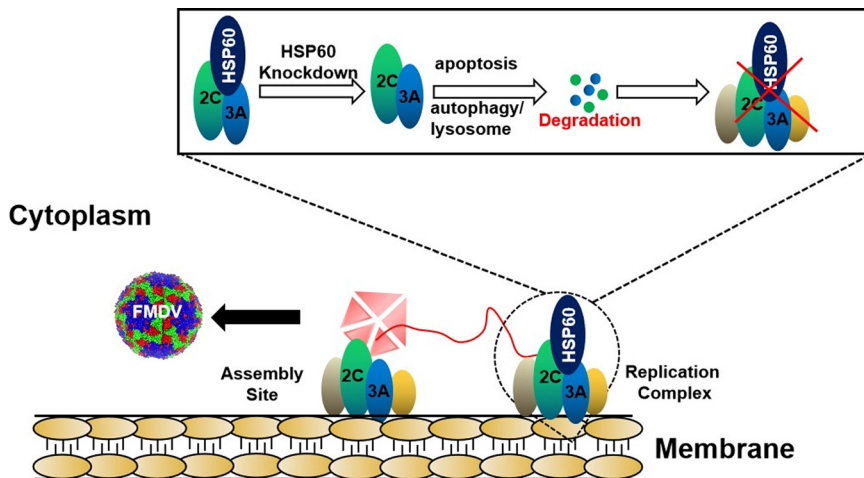 HSP60
2C
3A
HSP60
Knockdown
2C
3A
apoptosis
autophagy/
lysosome
Degradation
HSP60
2C
3A
Cytoplasm
FMDV
Assembly
Site
2C
3A
HSP60
2C
3A
Replication
Complex
Membrane